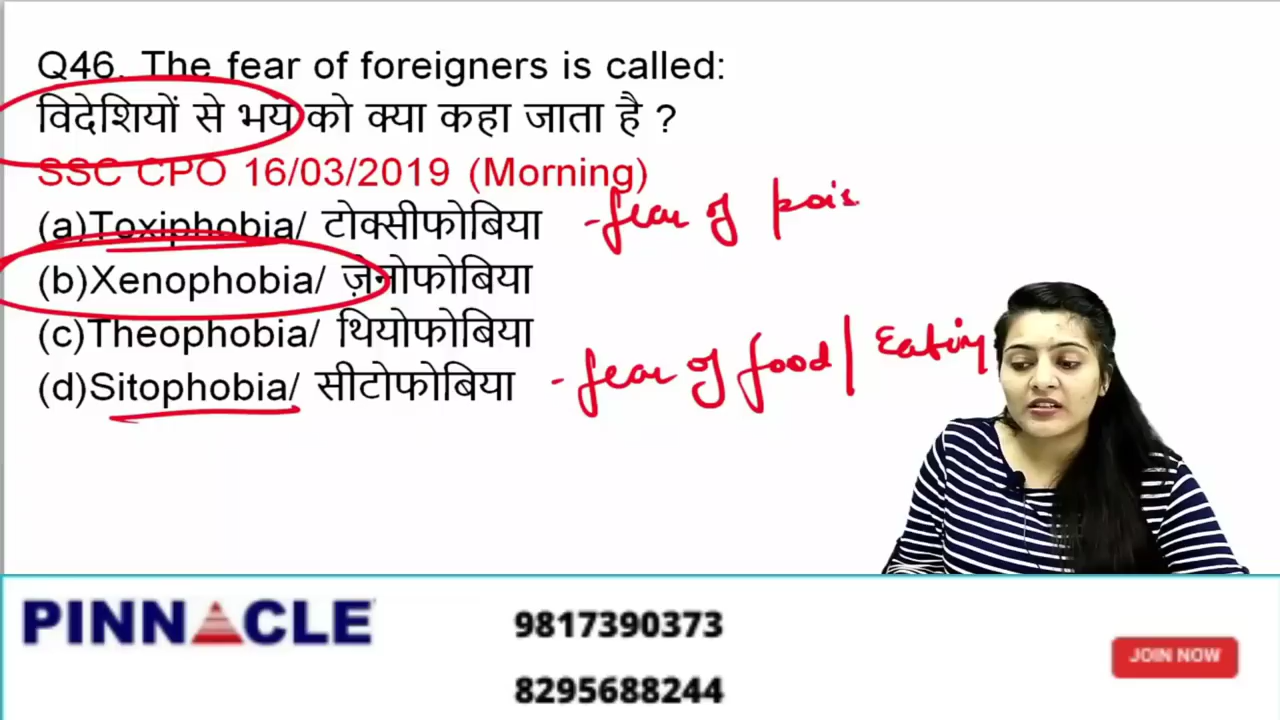 Q46. The fear of foreigners is called:
विदेशियों से भय को क्या कहा जाता है ?
SSC CPO 16/03/2019 (Morning)
(a)Toxiphobia/ टोक्सीफोबिया -fear of pois
(b)Xenophobia/ ज़ेनोफोबिया
(c)Theophobia/ थियोफोबिया
(d)Sitophobia/ सीटोफोबिया -fear of food/ Eating
PINNACLE
9817390373
8295688244
JOIN NOW